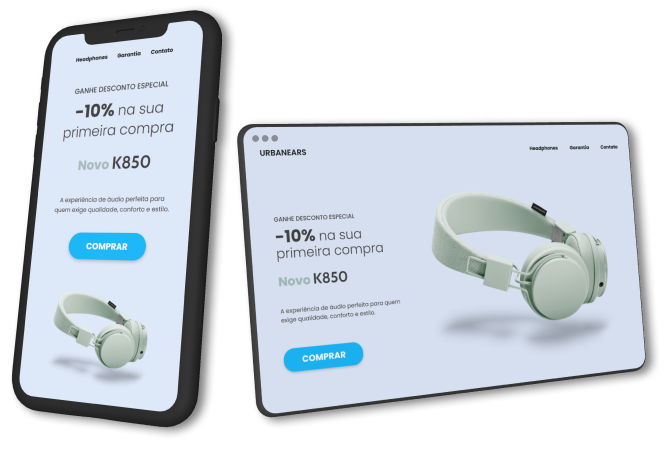 Headphones Garantia Contato
GANHE DESCONTO ESPECIAL
-10% na sua
primeira compra
Novo K850
A experiência de áudio perfeita para
quem exige qualidade, conforto e estilo.
COMPRAR
URBANEARS
Headphones Garantia Contato
GANHE DESCONTO ESPECIAL
-10% na sua
primeira compra
Novo K850
A experiência de áudio perfeita para quem
exige qualidade, conforto e estilo.
COMPRAR